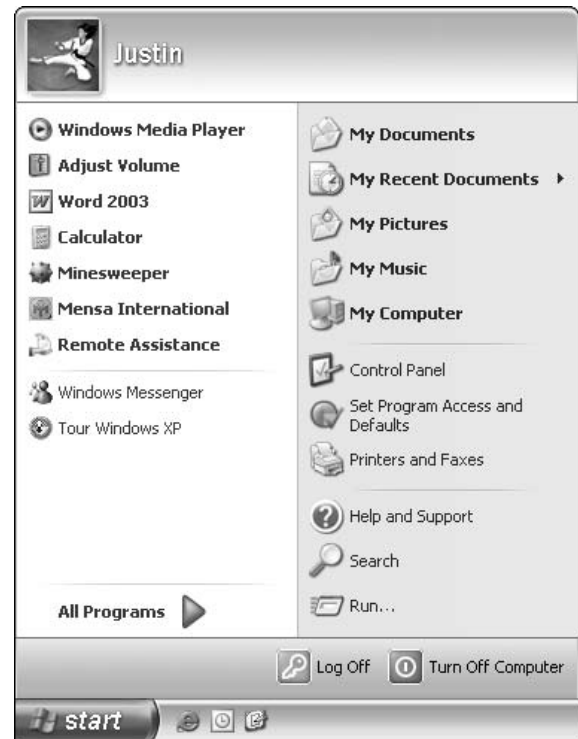 Justin
Windows Media Player
Adjust Volume
Word 2003
Calculator
Minesweeper
Mensa International
Remote Assistance
Windows Messenger
Tour Windows XP
All Programs
My Documents
My Recent Documents
My Pictures
My Music
My Computer
Control Panel
Set Program Access and
Defaults
Printers and Faxes
Help and Support
Search
Run...
Log Off
Turn Off Computer
start